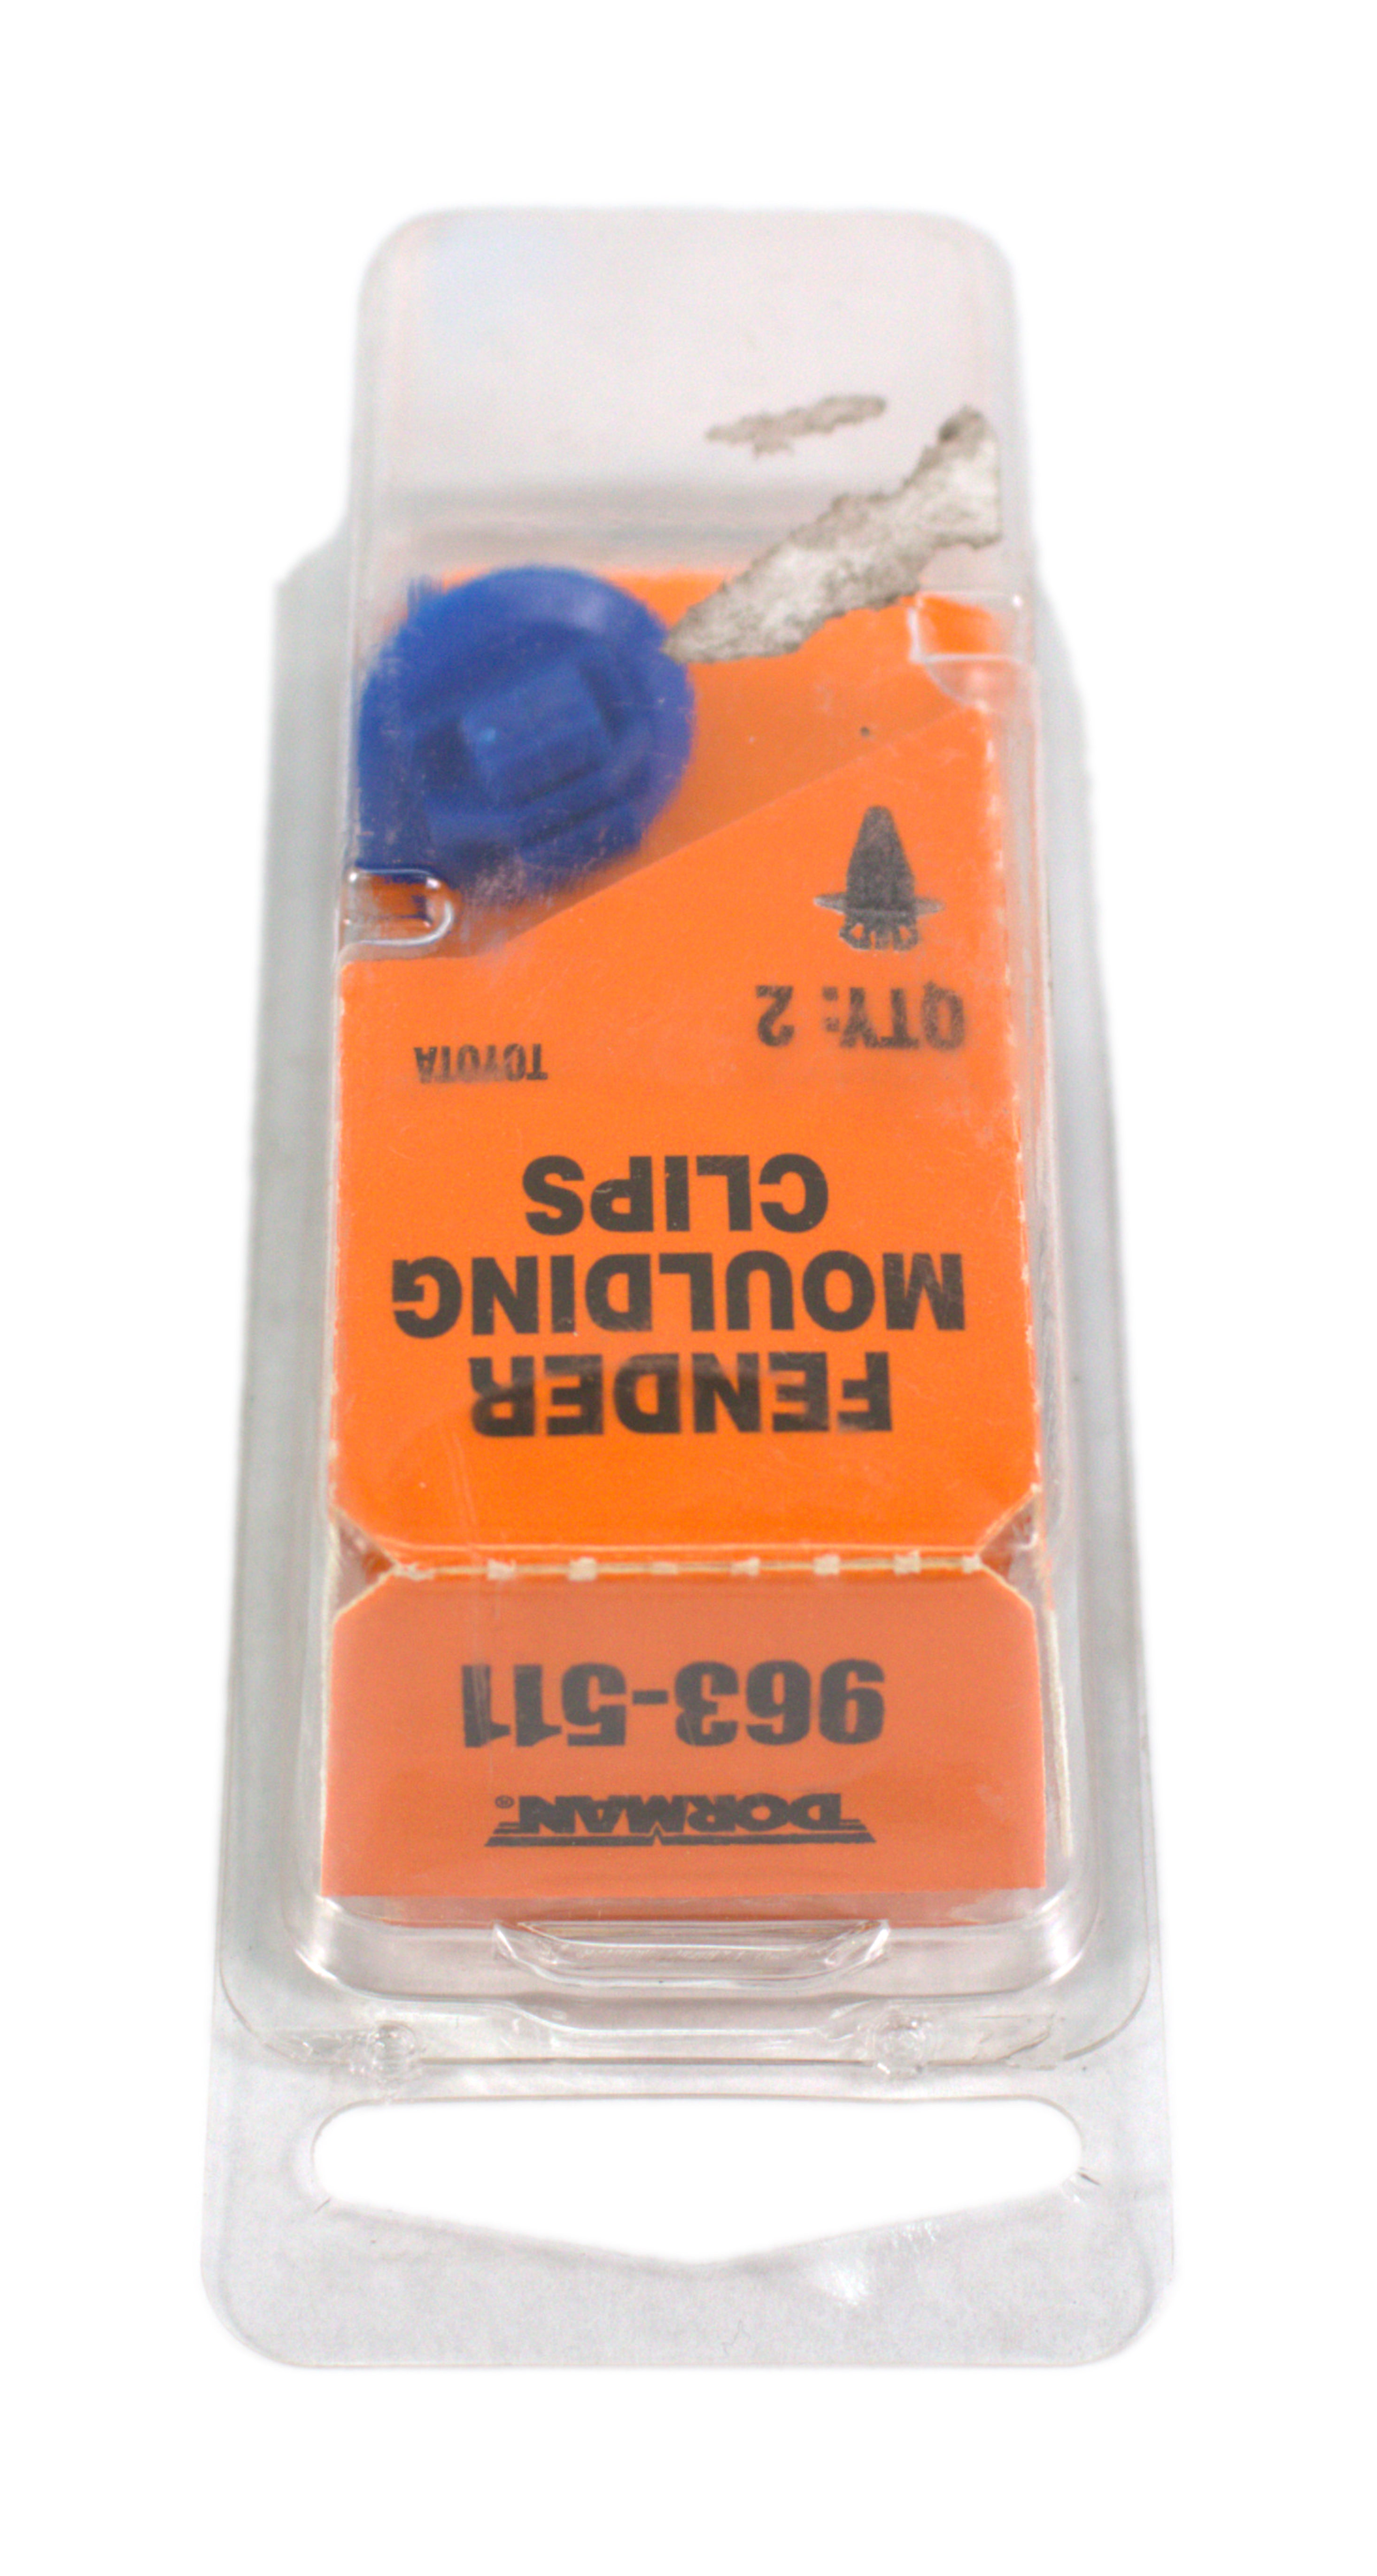 DORMAN®
963-511
FENDER
MOULDING
CLIPS
TOYOTA
QTY: 2